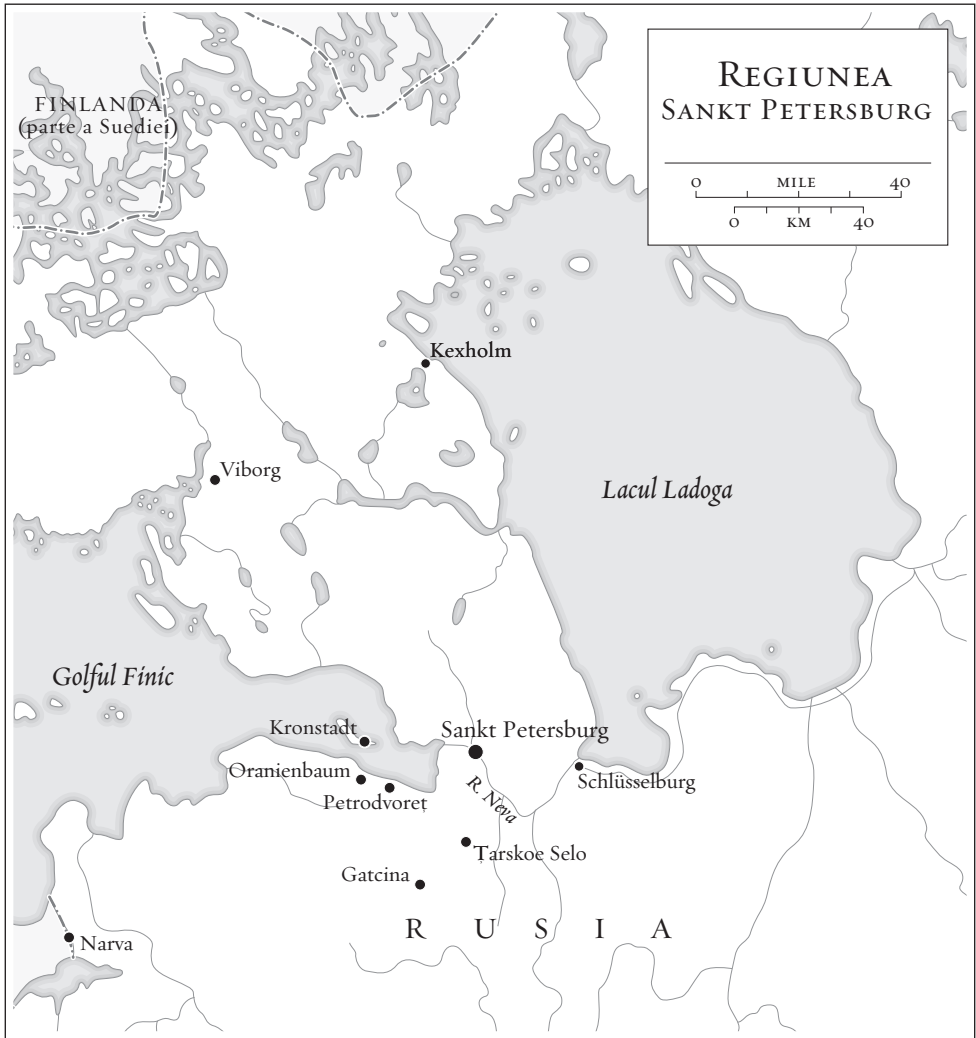 REGIUNEA
SANKT PETERSBURG
0 MILE 40
0 KM 40
FINLANDA
(parte a Suediei)
Kexholm
Viborg
Lacul Ladoga
Golful Finic
Kronstadt
Sankt Petersburg
Oranienbaum
Schlüsselburg
Petrodvoreț
R. Neva
Țarskoe Selo
Gatcina
RUSIA
Narva